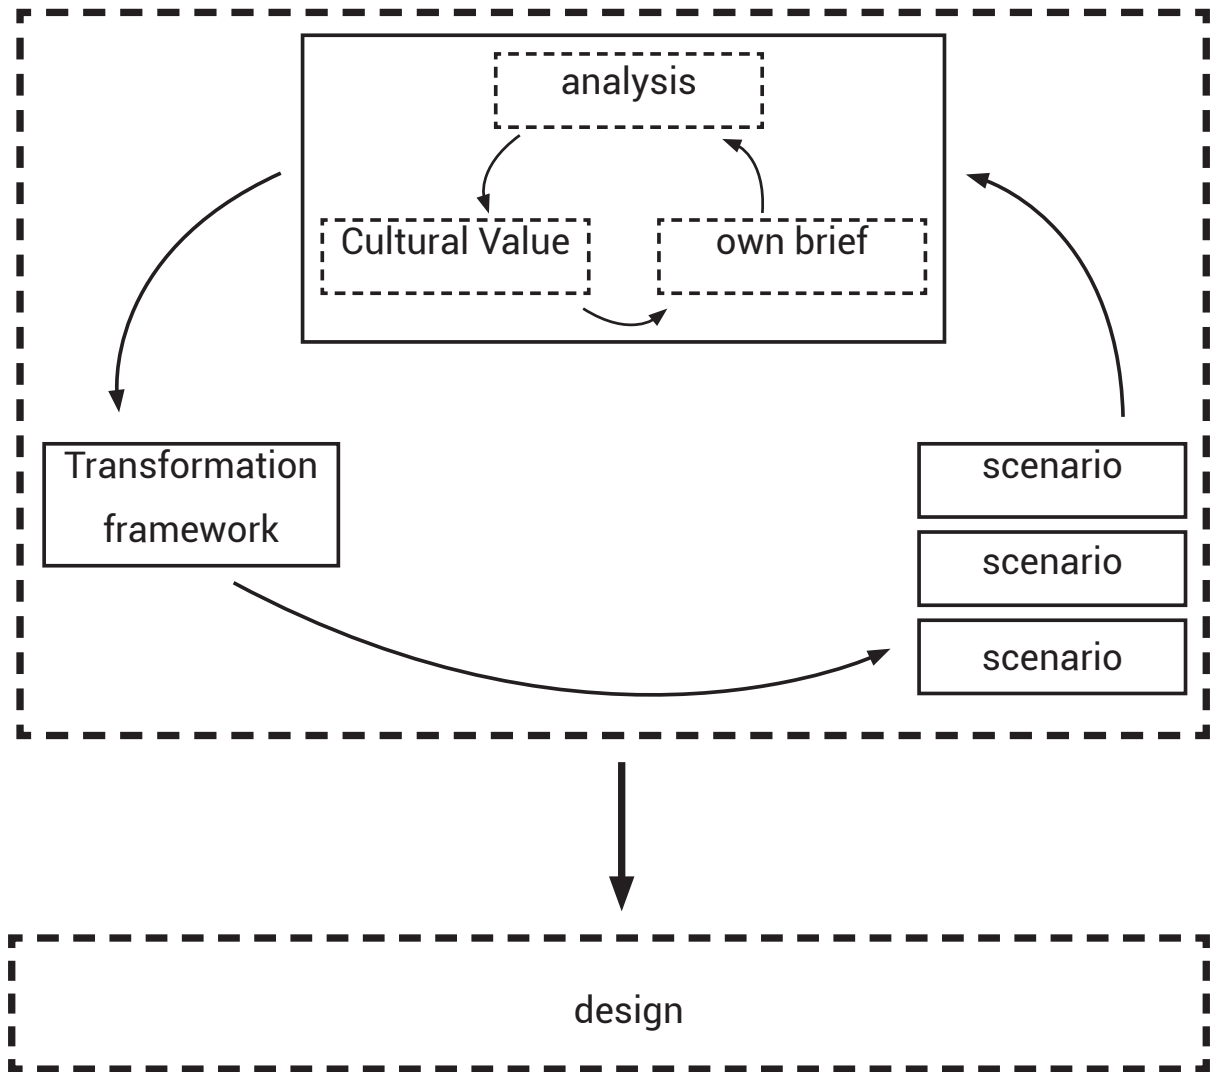 analysis
Cultural Value
own brief
Transformation
framework
scenario
scenario
scenario
design